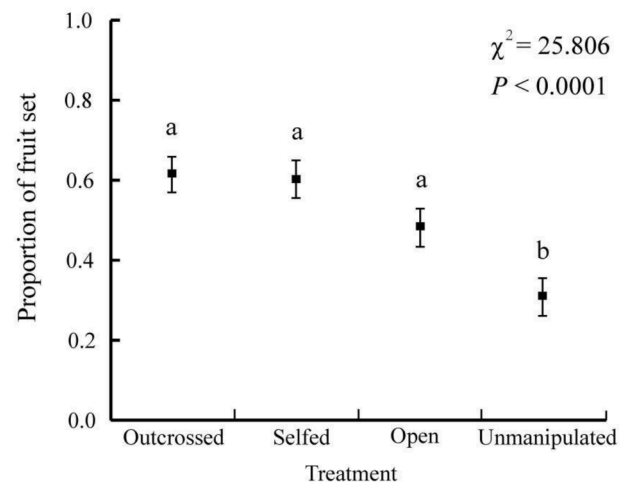 1.0
χ² = 25.806
P < 0.0001
0.8
a
a
0.6
a
0.4
b
0.2
0.0
Proportion of fruit set
Outcrossed Selfed Open Unmanipulated
Treatment